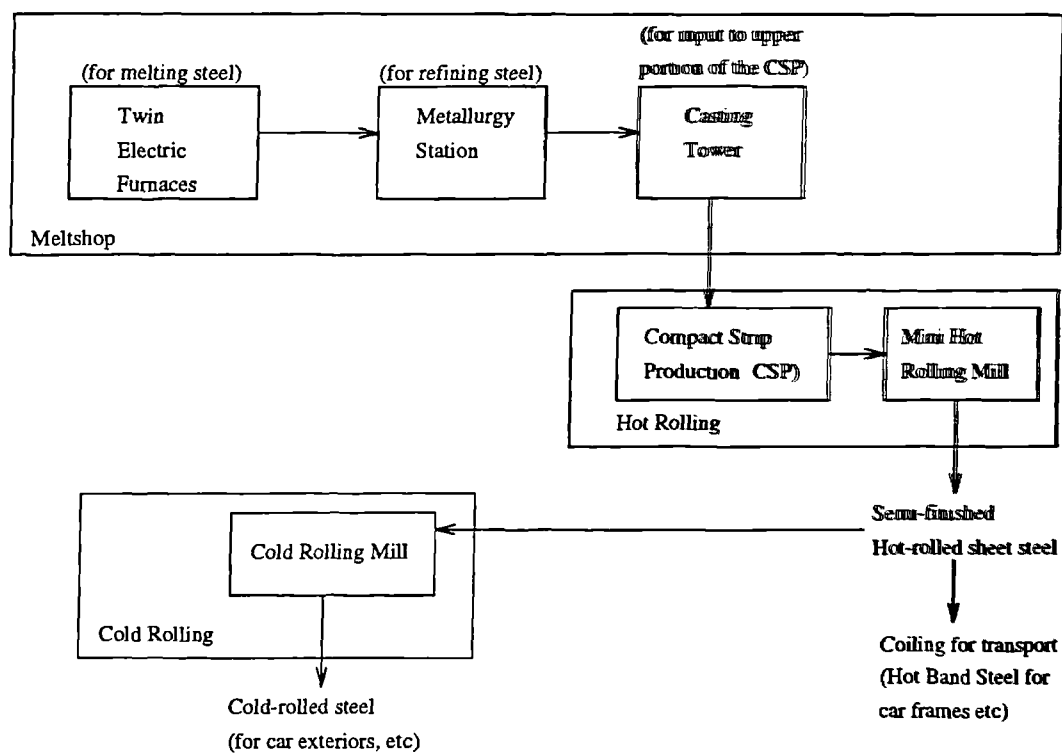 (for melting steel)
Twin
Electric
Furnaces
(for refining steel)
Metallurgy
Station
(for input to upper
portion of the CSP)
Casting
Tower
Meltshop
Compact Strip
Production CSP)
Mini Hot
Rolling Mill
Hot Rolling
Semi-finished
Hot-rolled sheet steel
Cold Rolling Mill
Cold Rolling
Cold-rolled steel
(for car exteriors, etc)
Coiling for transport
(Hot Band Steel for
car frames etc)